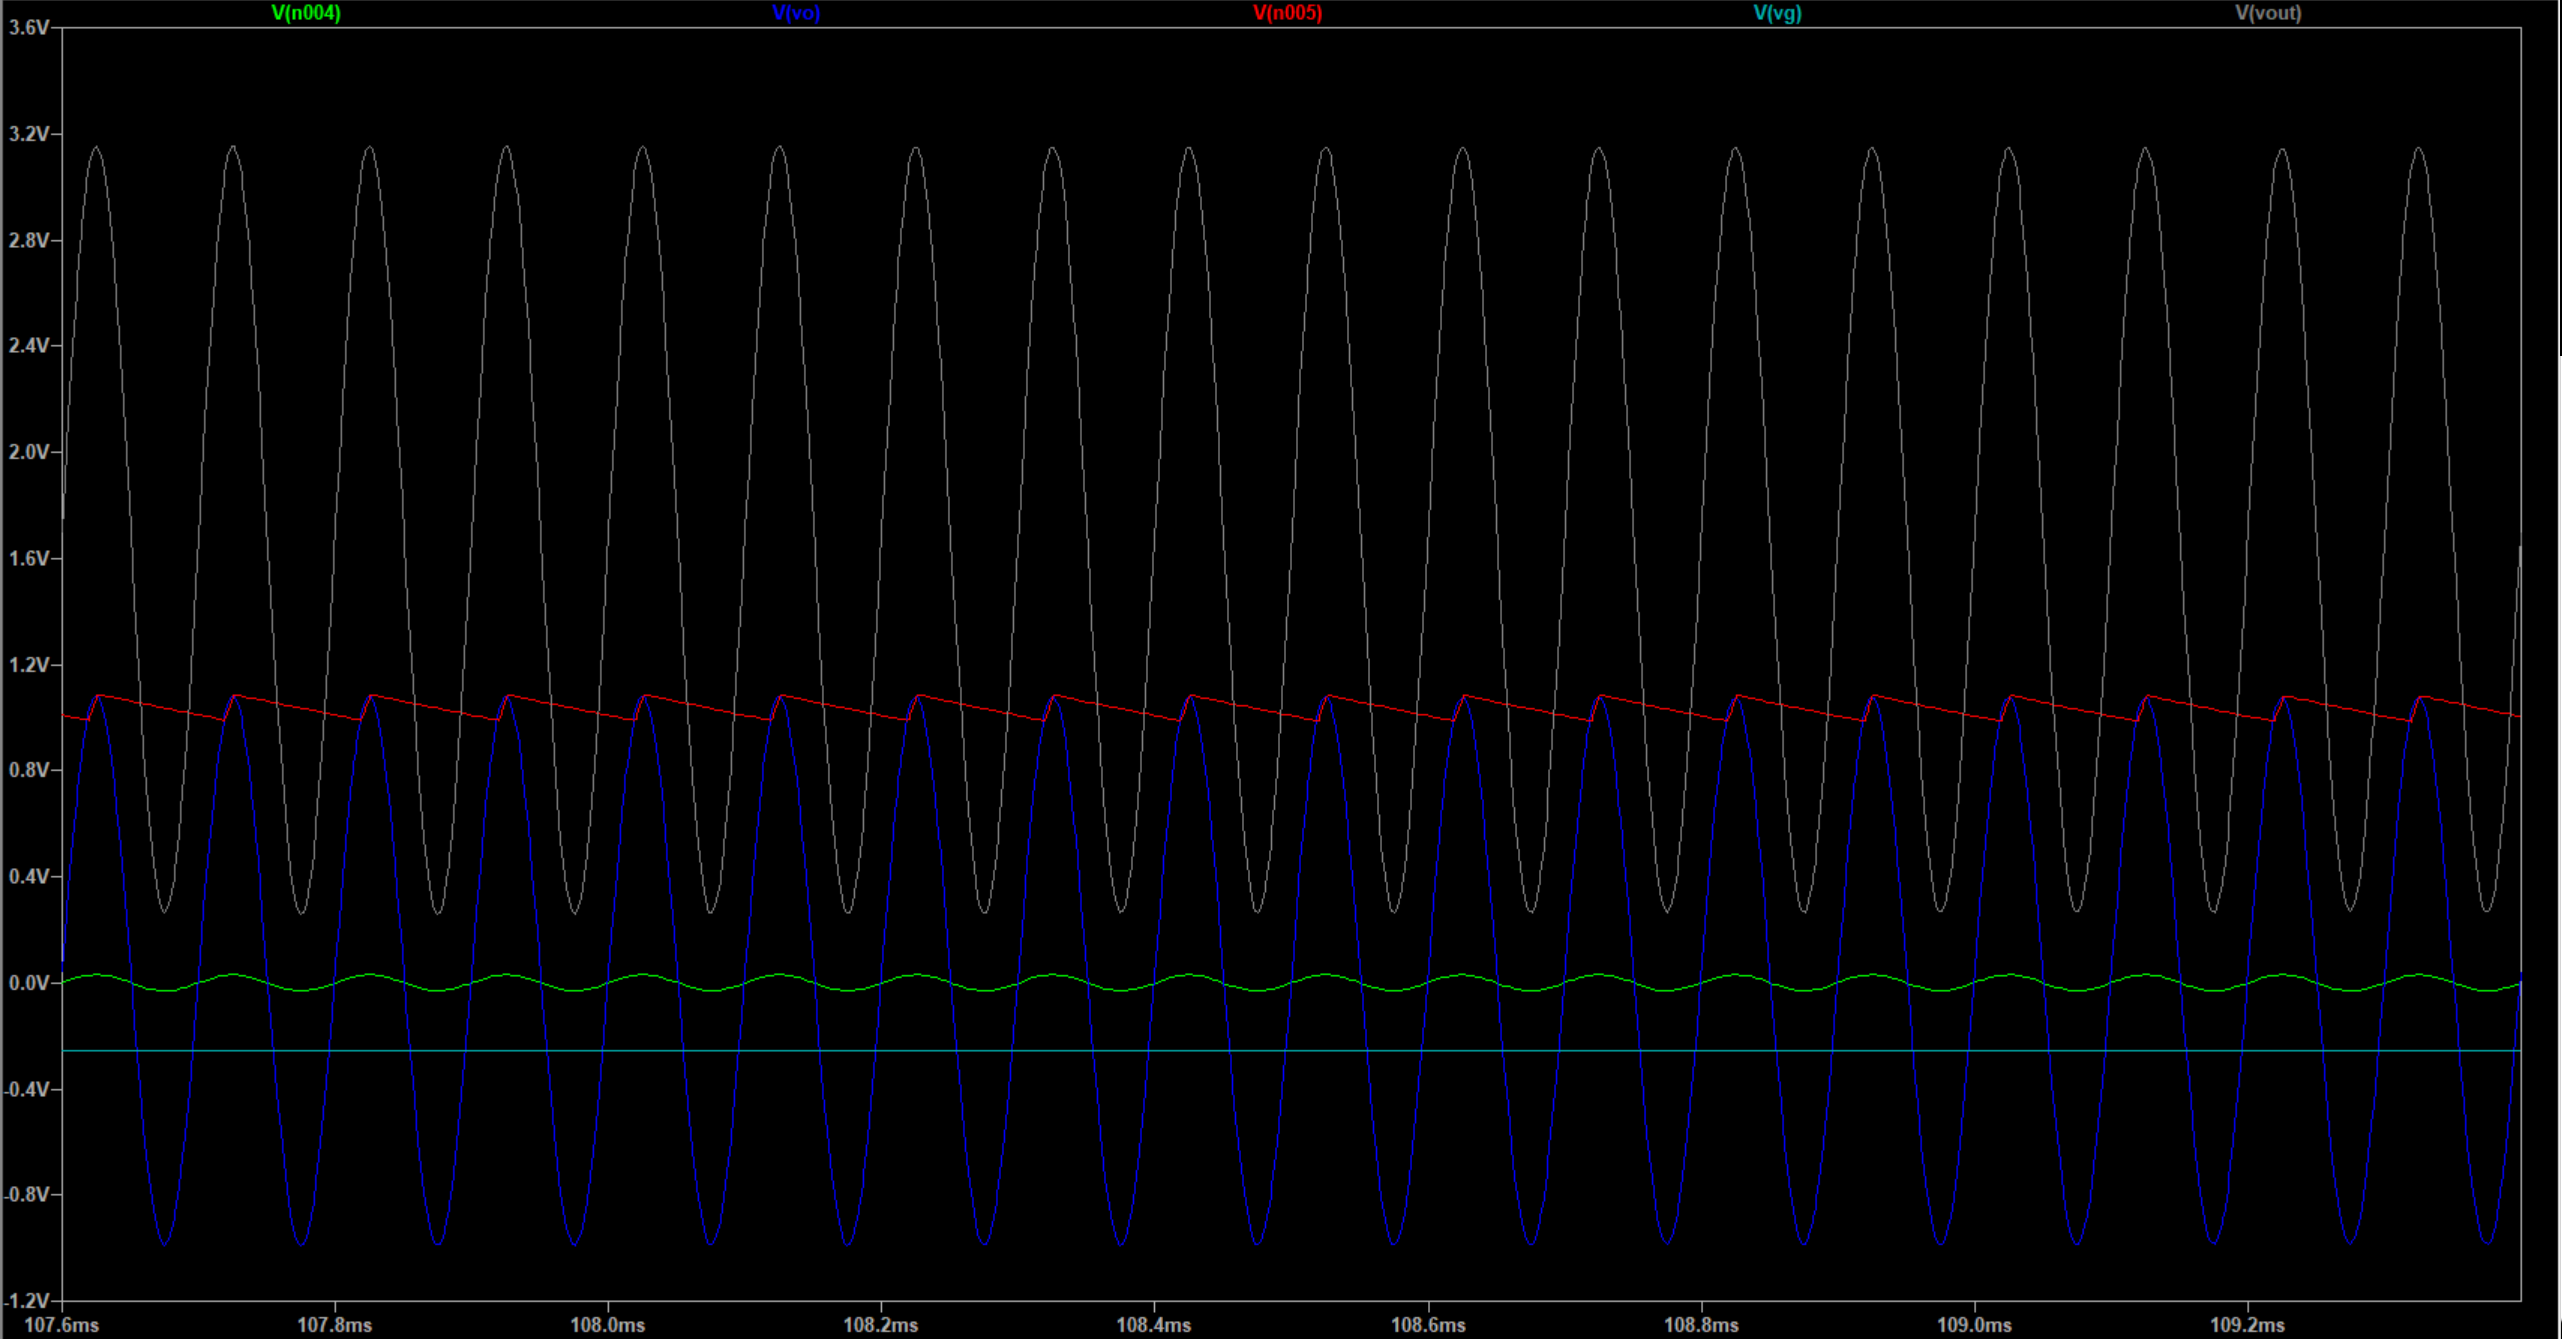 V(n004) V(vo) V(n005) V(vg) V(vout)
3.6V
3.2V
2.8V
2.4V
2.0V
1.6V
1.2V
0.8V
0.4V
0.0V
-0.4V
-0.8V
-1.2V
107.6ms 107.8ms 108.0ms 108.2ms 108.4ms 108.6ms 108.8ms 109.0ms 109.2ms